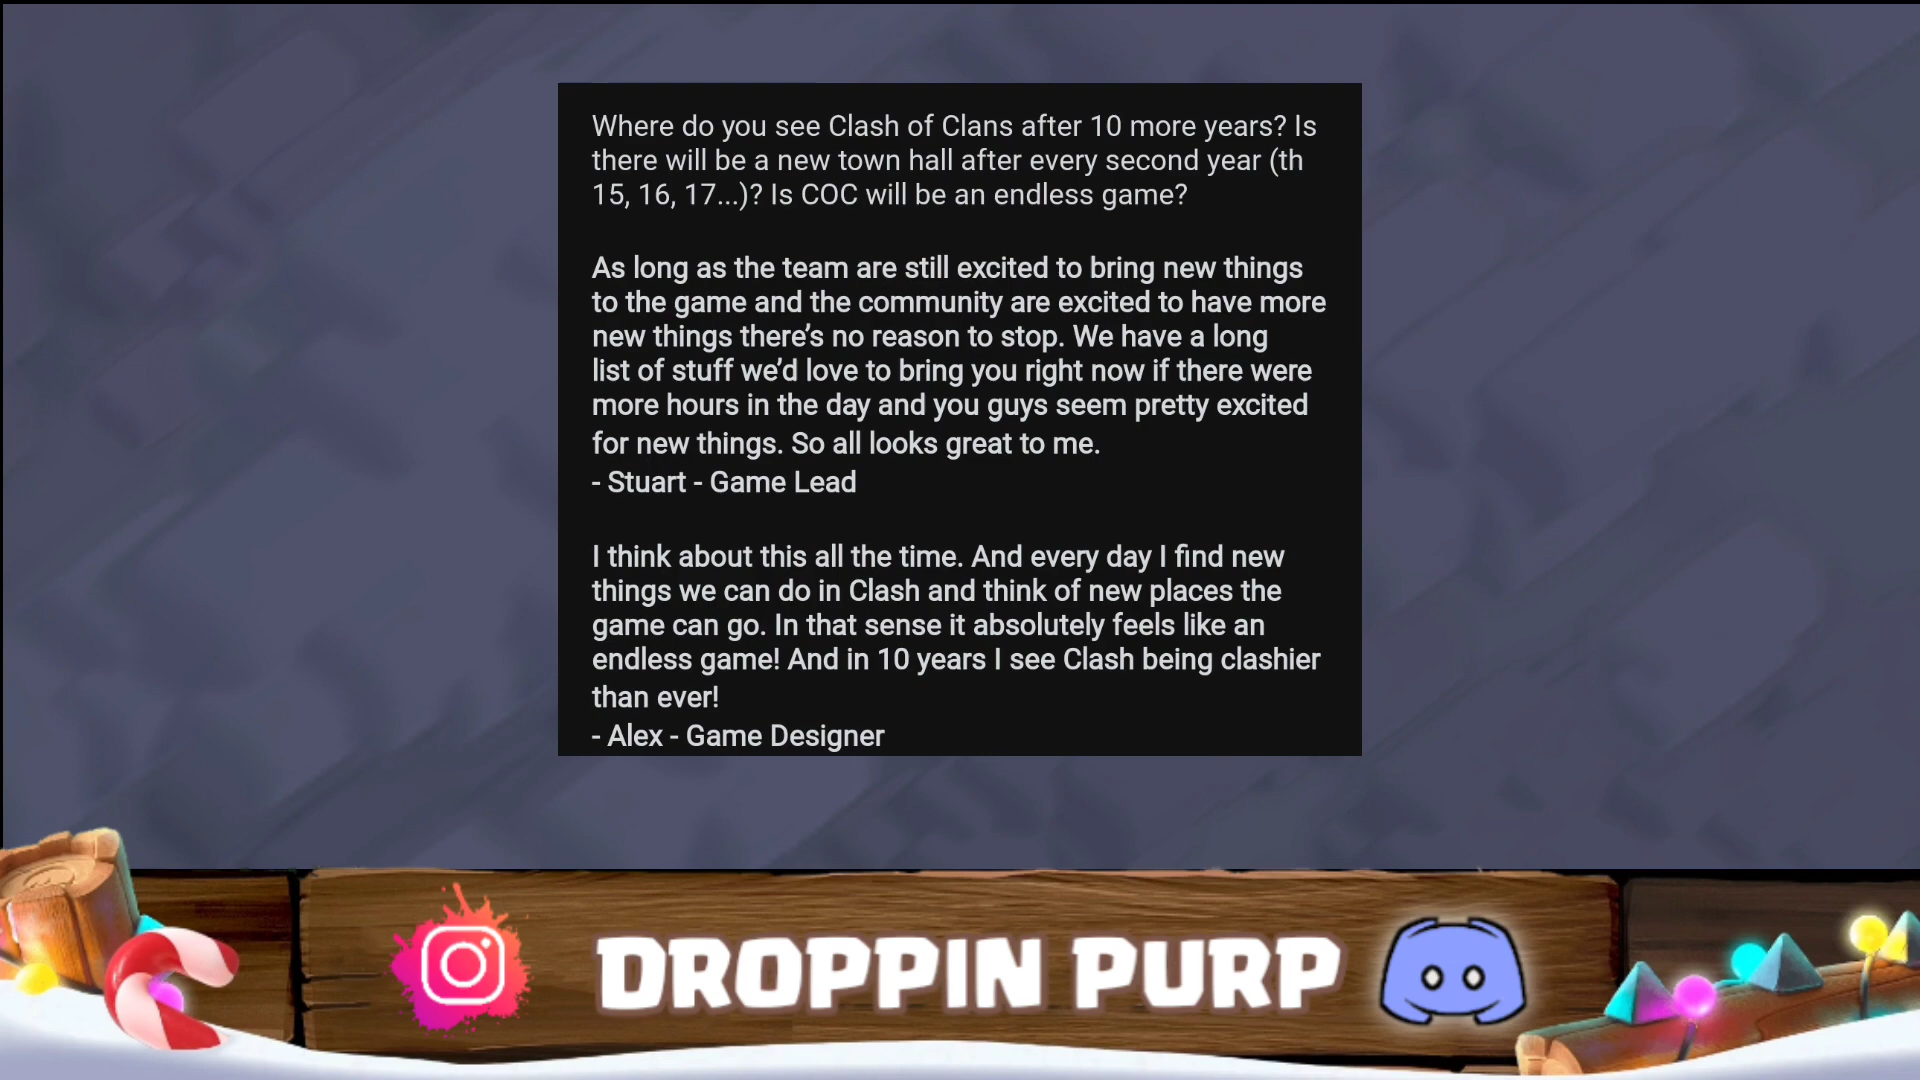 Where do you see Clash of Clans after 10 more years? Is
there will be a new town hall after every second year (th
15, 16, 17...)? Is COC will be an endless game?
As long as the team are still excited to bring new things
to the game and the community are excited to have more
new things there’s no reason to stop. We have a long
list of stuff we’d love to bring you right now if there were
more hours in the day and you guys seem pretty excited
for new things. So all looks great to me.
- Stuart - Game Lead
I think about this all the time. And every day I find new
things we can do in Clash and think of new places the
game can go. In that sense it absolutely feels like an
endless game! And in 10 years I see Clash being clashier
than ever!
- Alex - Game Designer
DROPPIN PURP